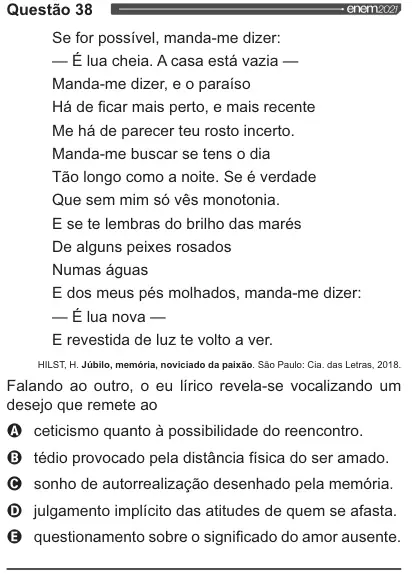 Questão 38
enem2021
Se for possível, manda-me dizer:
— É lua cheia. A casa está vazia —
Manda-me dizer, e o paraíso
Há de ficar mais perto, e mais recente
Me há de parecer teu rosto incerto.
Manda-me buscar se tens o dia
Tão longo como a noite. Se é verdade
Que sem mim só vês monotonia.
E se te lembras do brilho das marés
De alguns peixes rosados
Numas águas
E dos meus pés molhados, manda-me dizer:
— É lua nova —
E revestida de luz te volto a ver.
HILST, H. Júbilo, memória, noviciado da paixão. São Paulo: Cia. das Letras, 2018.
Falando ao outro, o eu lírico revela-se vocalizando um
desejo que remete ao
A ceticismo quanto à possibilidade do reencontro.
B tédio provocado pela distância física do ser amado.
C sonho de autorrealização desenhado pela memória.
D julgamento implícito das atitudes de quem se afasta.
E questionamento sobre o significado do amor ausente.